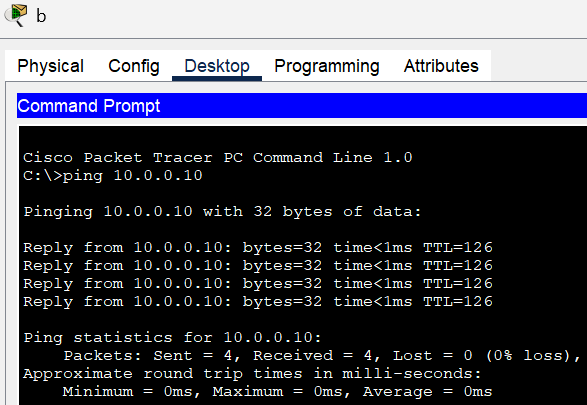 b
Physical Config Desktop Programming Attributes
Command Prompt
Cisco Packet Tracer PC Command Line 1.0
C:\>ping 10.0.0.10
Pinging 10.0.0.10 with 32 bytes of data:
Reply from 10.0.0.10: bytes=32 time<1ms TTL=126
Reply from 10.0.0.10: bytes=32 time<1ms TTL=126
Reply from 10.0.0.10: bytes=32 time<1ms TTL=126
Reply from 10.0.0.10: bytes=32 time<1ms TTL=126
Ping statistics for 10.0.0.10:
Packets: Sent = 4, Received = 4, Lost = 0 (0% loss),
Approximate round trip times in milli-seconds:
Minimum = 0ms, Maximum = 0ms, Average = 0ms